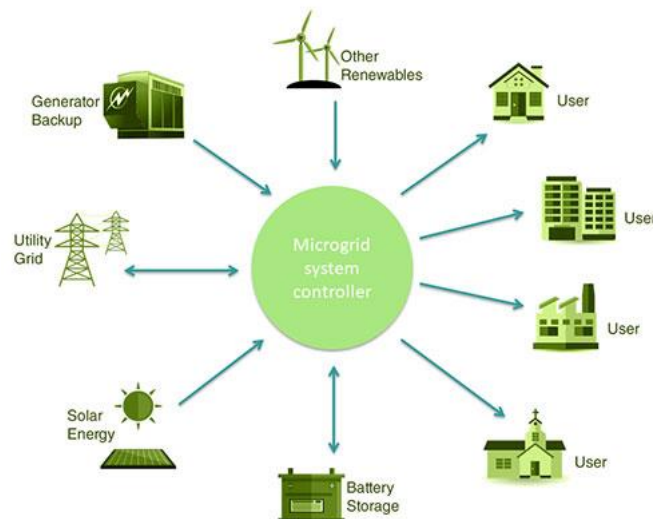 Other
Renewables
Generator
Backup
User
User
Utility
Grid
Microgrid
system
controller
User
Solar
Energy
Battery
Storage
User